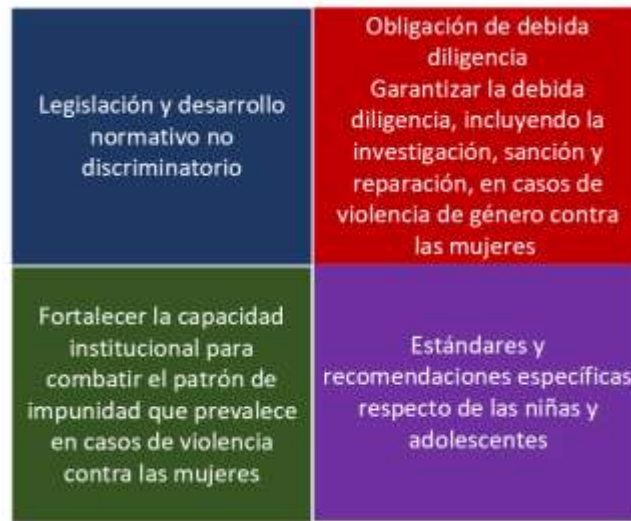 Legislación y desarrollo
normativo no
discriminatorio
Obligación de debida
diligencia
Garantizar la debida
diligencia, incluyendo la
investigación, sanción y
reparación, en casos de
violencia de género contra
las mujeres
Fortalecer la capacidad
institucional para
combatir el patrón de
impunidad que prevalece
en casos de violencia
contra las mujeres
Estándares y
recomendaciones específicas
respecto de las niñas y
adolescentes